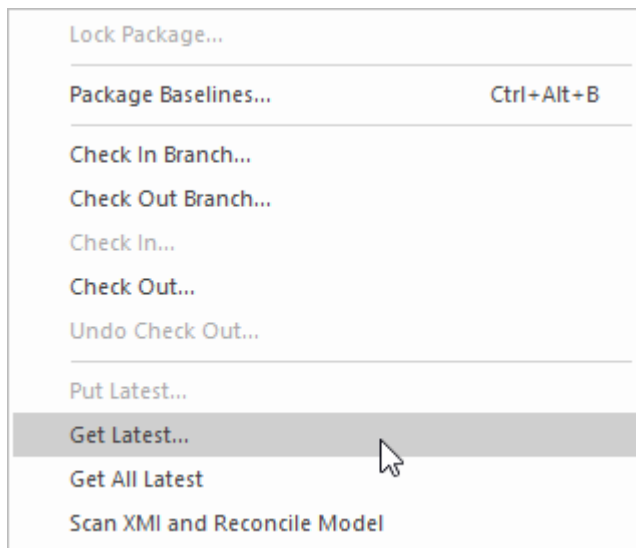 Lock Package...
Package Baselines... Ctrl+Alt+B
Check In Branch...
Check Out Branch...
Check In...
Check Out...
Undo Check Out...
Put Latest...
Get Latest...
Get All Latest
Scan XMI and Reconcile Model